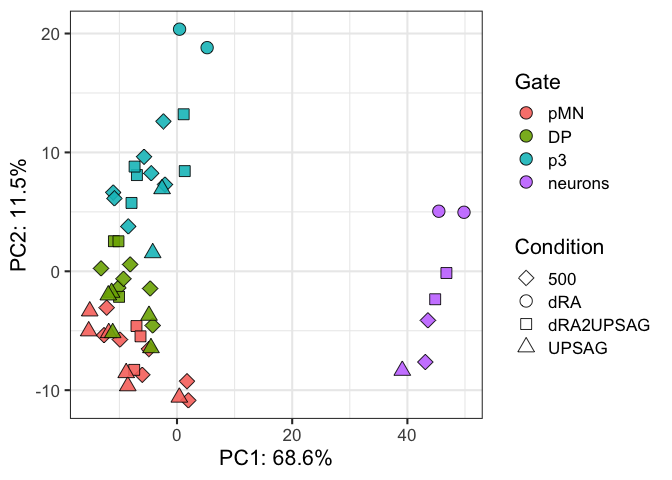 20
10
0
-10
PC2: 11.5%
0
20
40
PC1: 68.6%
Gate
pMN
DP
p3
neurons
Condition
500
dRA
dRA2UPSAG
UPSAG